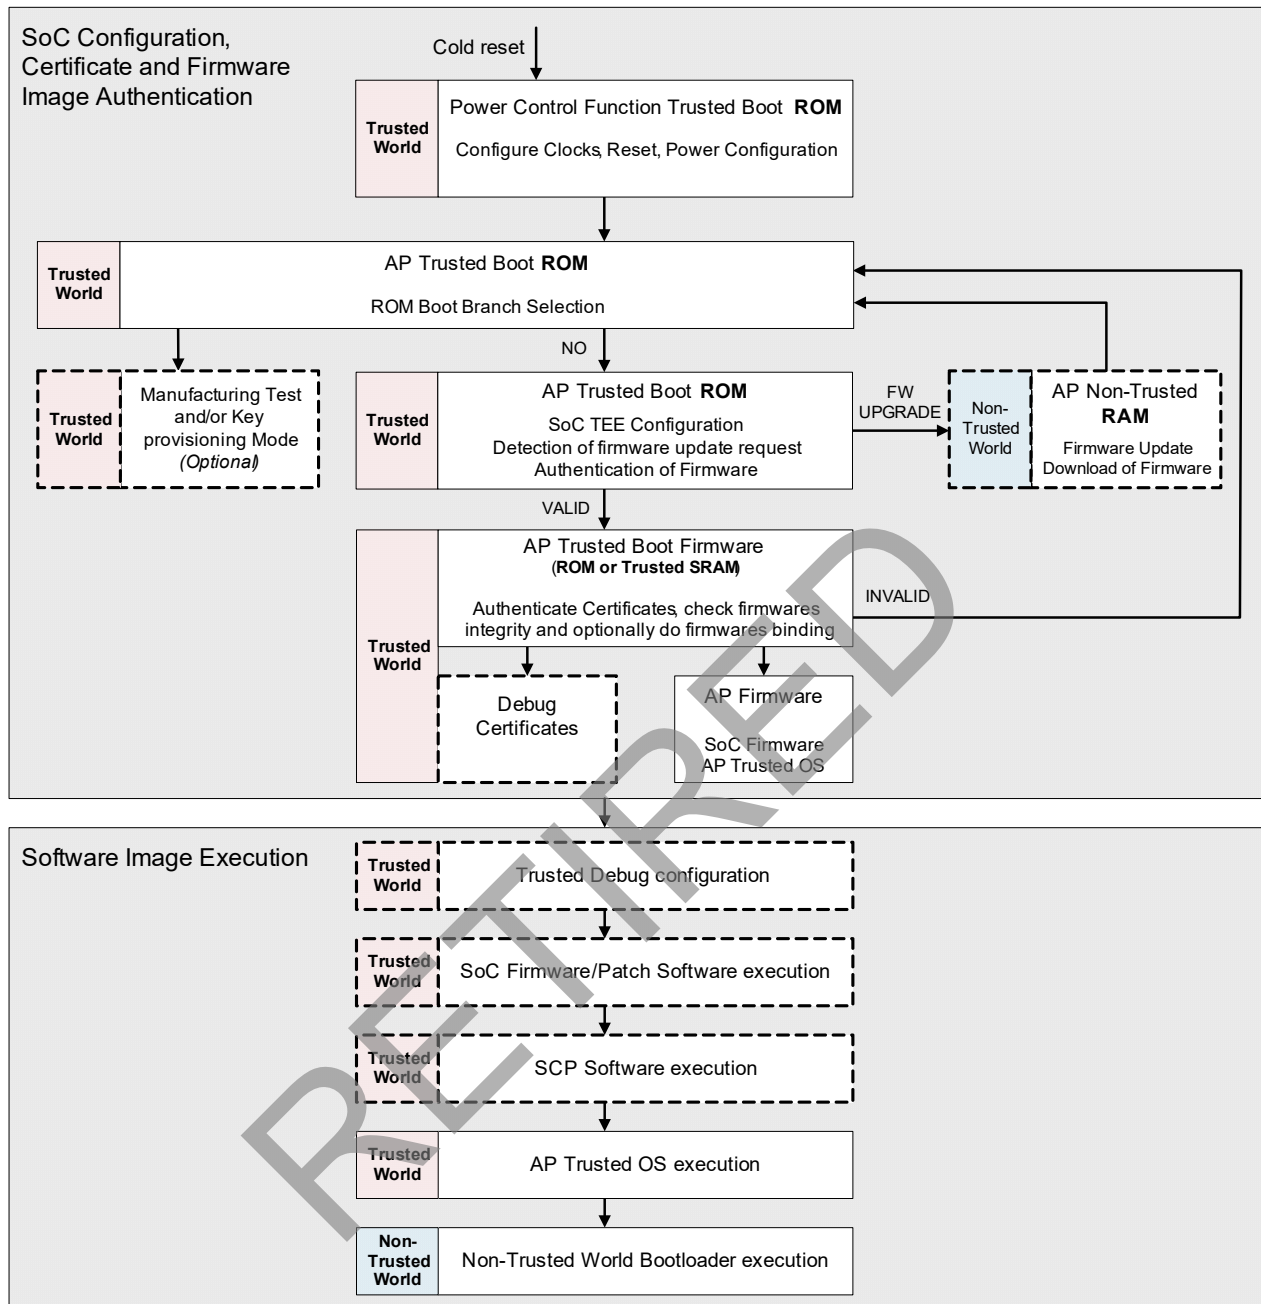 SoC Configuration,
Certificate and Firmware
Image Authentication
Cold reset
Trusted
World
Power Control Function Trusted Boot ROM
Configure Clocks, Reset, Power Configuration
Trusted
World
AP Trusted Boot ROM
ROM Boot Branch Selection
NO
Trusted
World
Manufacturing Test
and/or Key
provisioning Mode
(Optional)
Trusted
World
AP Trusted Boot ROM
SoC TEE Configuration
Detection of firmware update request
Authentication of Firmware
FW
UPGRADE
Non-
Trusted
World
AP Non-Trusted
RAM
Firmware Update
Download of Firmware
VALID
Trusted
World
AP Trusted Boot Firmware
(ROM or Trusted SRAM)
Authenticate Certificates, check firmwares
integrity and optionally do firmwares binding
INVALID
Debug
Certificates
AP Firmware
SoC Firmware
AP Trusted OS
Software Image Execution
Trusted
World
Trusted Debug configuration
Trusted
World
SoC Firmware/Patch Software execution
Trusted
World
SCP Software execution
Trusted
World
AP Trusted OS execution
Non-
Trusted
World
Non-Trusted World Bootloader execution
RETIRED